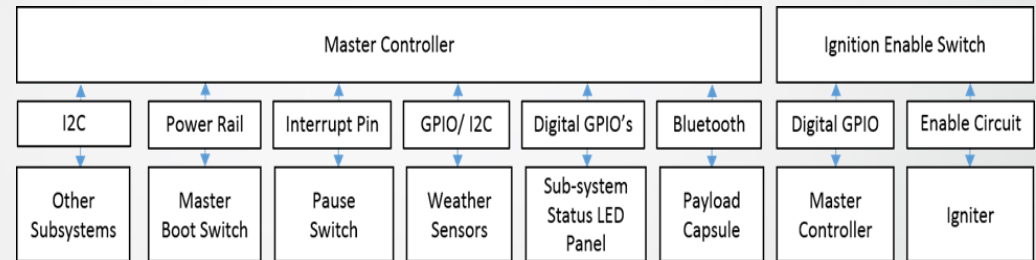 Master Controller
Ignition Enable Switch
I2C
Power Rail
Interrupt Pin
GPIO/ I2C
Digital GPIO's
Bluetooth
Digital GPIO
Enable Circuit
Other
Subsystems
Master
Boot Switch
Pause
Switch
Weather
Sensors
Sub-system
Status LED
Panel
Payload
Capsule
Master
Controller
Igniter